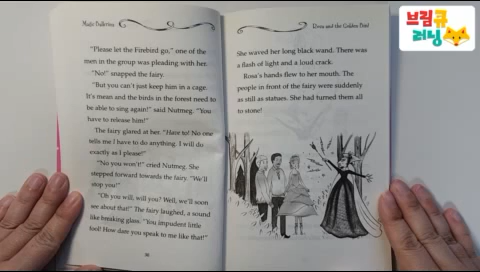 Magic Ballerina
"Please let the Firebird go," one of the
men in the group was pleading with her.
"No!" snapped the fairy.
"But you can't just keep him in a cage.
It's mean and the birds in the forest need to
be able to sing again!" said Nutmeg. "You
have to release him!"
The fairy glared at her. "Have to! No one
tells me I have to do anything. I will do
exactly as I please!"
"No you won't!" cried Nutmeg. She
stepped forward towards the fairy. "We'll
stop you!"
"Oh you will, will you? Well, we'll soon
see about that!" The fairy laughed, a sound
like breaking glass. "You impudent little
fool! How dare you speak to me like that!"
Rosa and the Golden Bird
She waved her long black wand. There was
a flash of light and a loud crack.
Rosa's hands flew to her mouth. The
people in front of the fairy were suddenly
as still as statues. She had turned them all
to stone!
브림큐
러닝